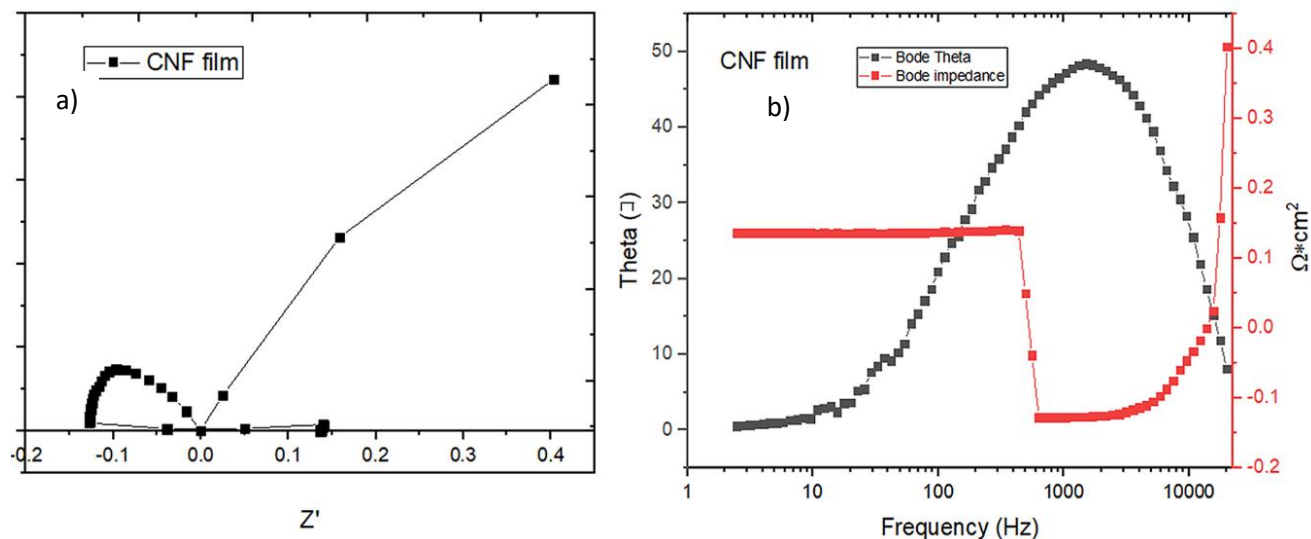 CNF film
a)
-0.2 -0.1 0.0 0.1 0.2 0.3 0.4
Z'
CNF film
Bode Theta
Bode impedance
b)
50
40
30
20
10
0
Theta (□)
0.4
0.3
0.2
0.1
0.0
-0.1
-0.2
Ω*cm²
1 10 100 1000 10000
Frequency (Hz)